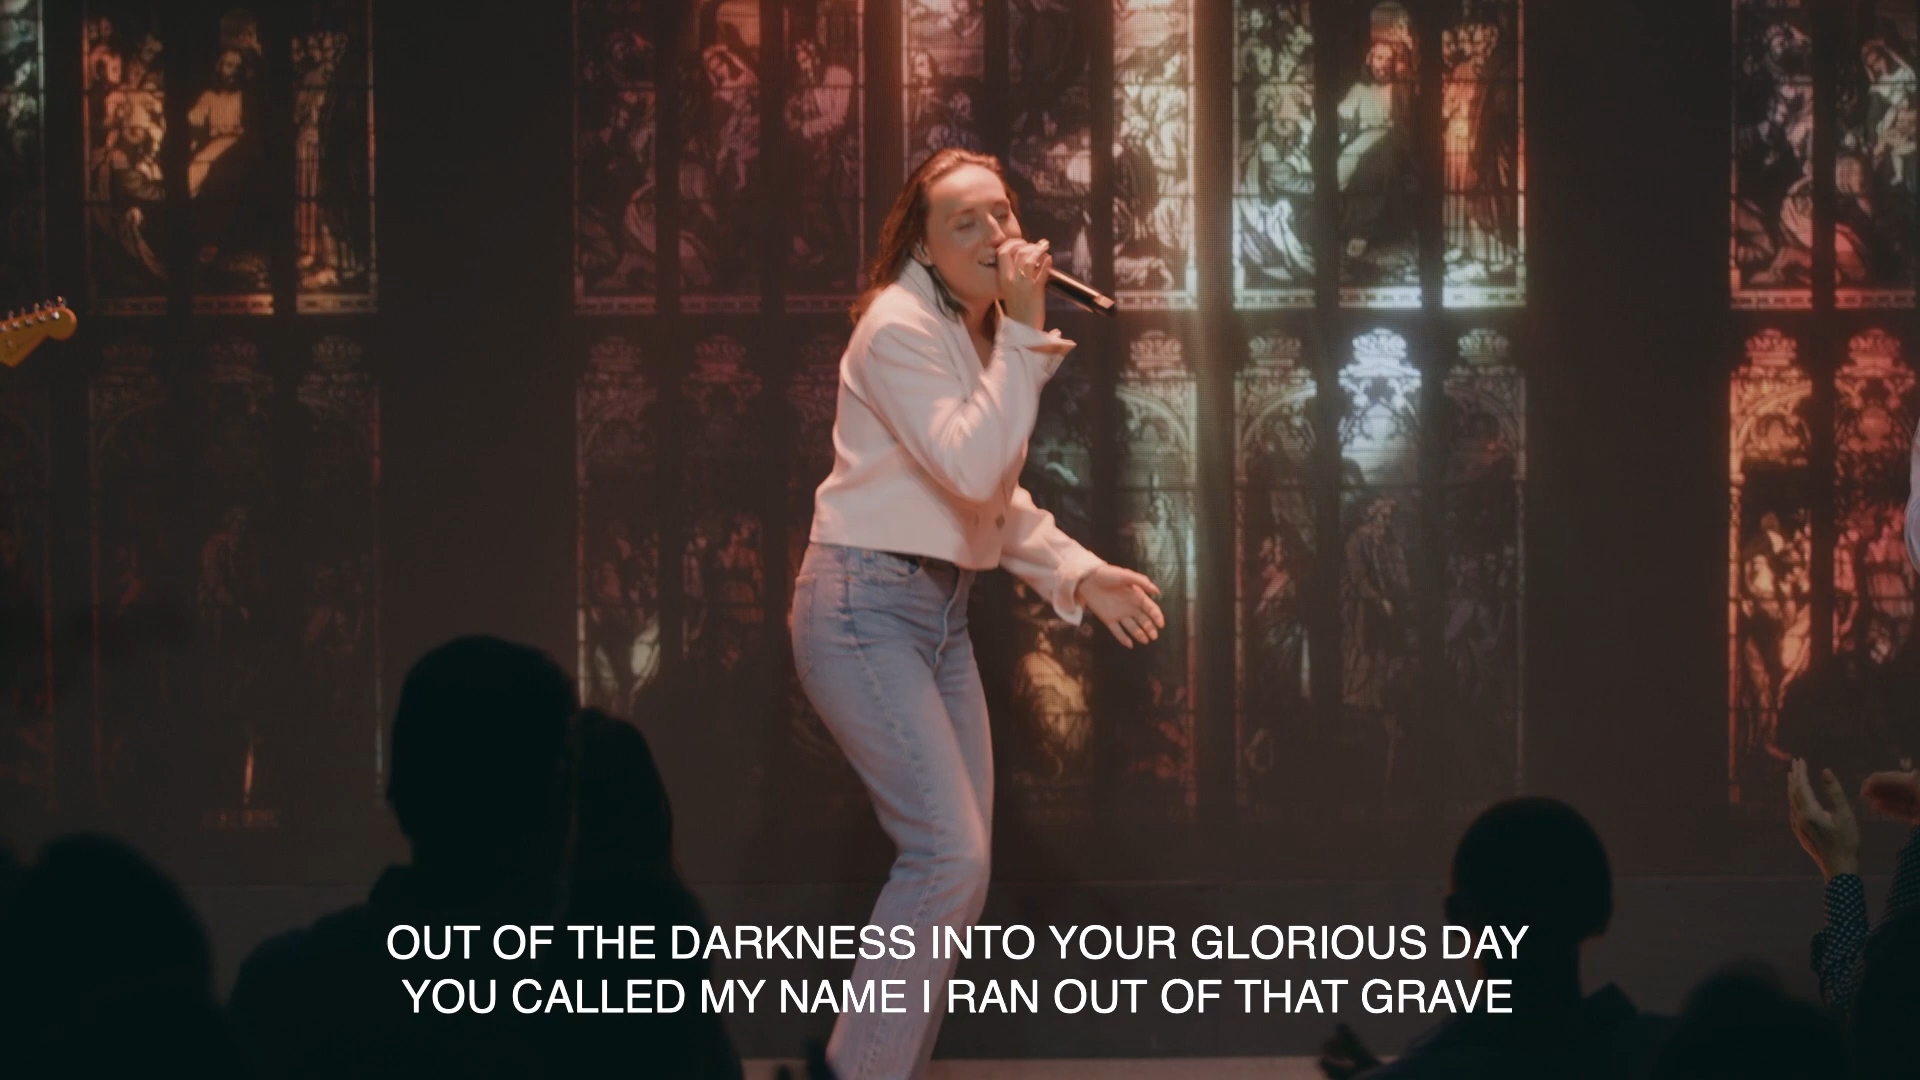 OUT OF THE DARKNESS INTO YOUR GLORIOUS DAY
YOU CALLED MY NAME I RAN OUT OF THAT GRAVE